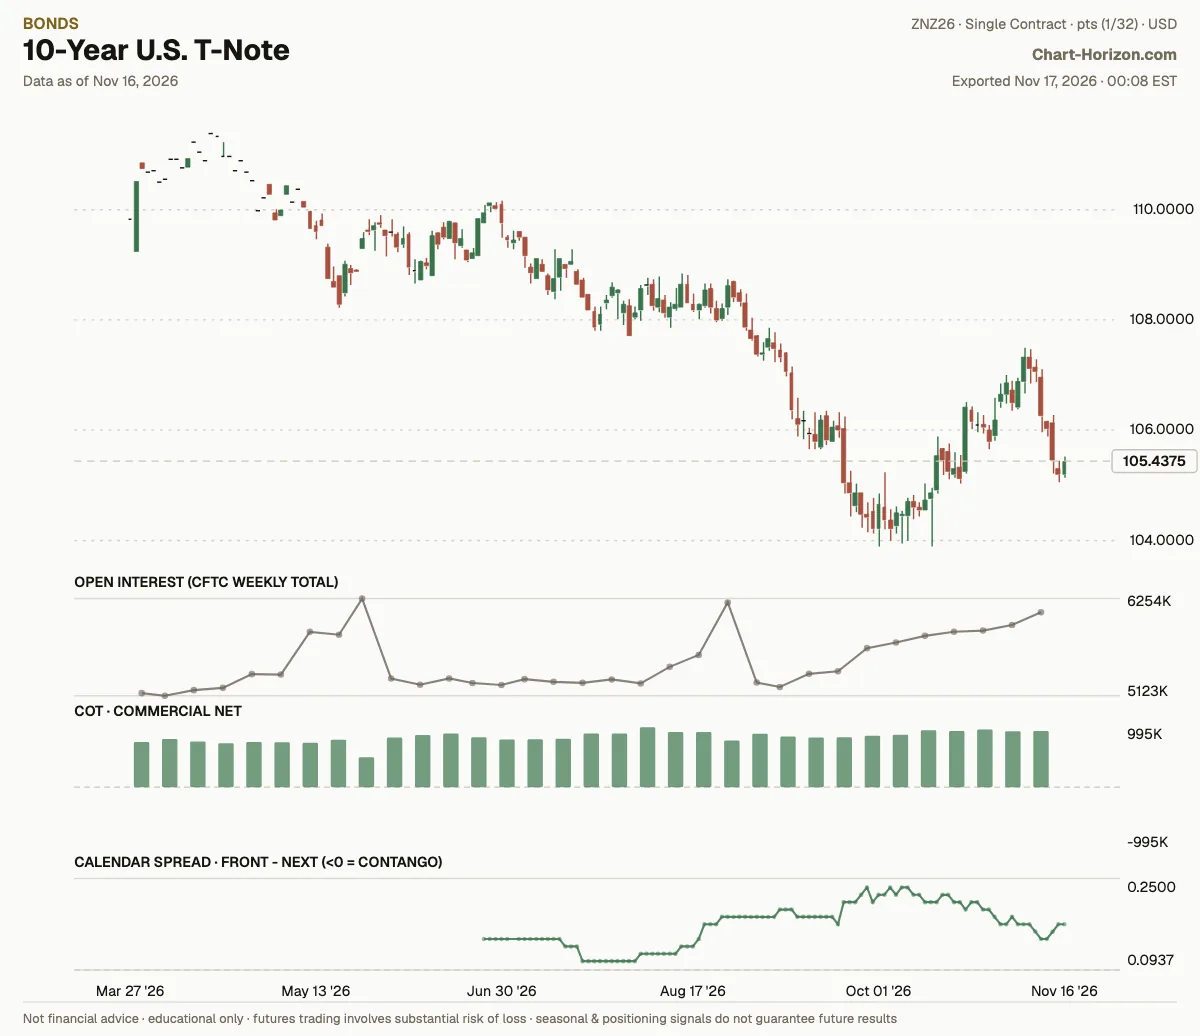 BONDS
10-Year U.S. T-Note
Data as of Nov 16, 2026
ZNZ26 · Single Contract · pts (1/32) · USD
Chart-Horizon.com
Exported Nov 17, 2026 · 00:08 EST
110.0000
108.0000
106.0000
105.4375
104.0000
OPEN INTEREST (CFTC WEEKLY TOTAL)
6254K
5123K
COT · COMMERCIAL NET
995K
-995K
CALENDAR SPREAD · FRONT - NEXT (<0 = CONTANGO)
0.2500
0.0937
Mar 27 '26
May 13 '26
Jun 30 '26
Aug 17 '26
Oct 01 '26
Nov 16 '26
Not financial advice · educational only · futures trading involves substantial risk of loss · seasonal & positioning signals do not guarantee future results